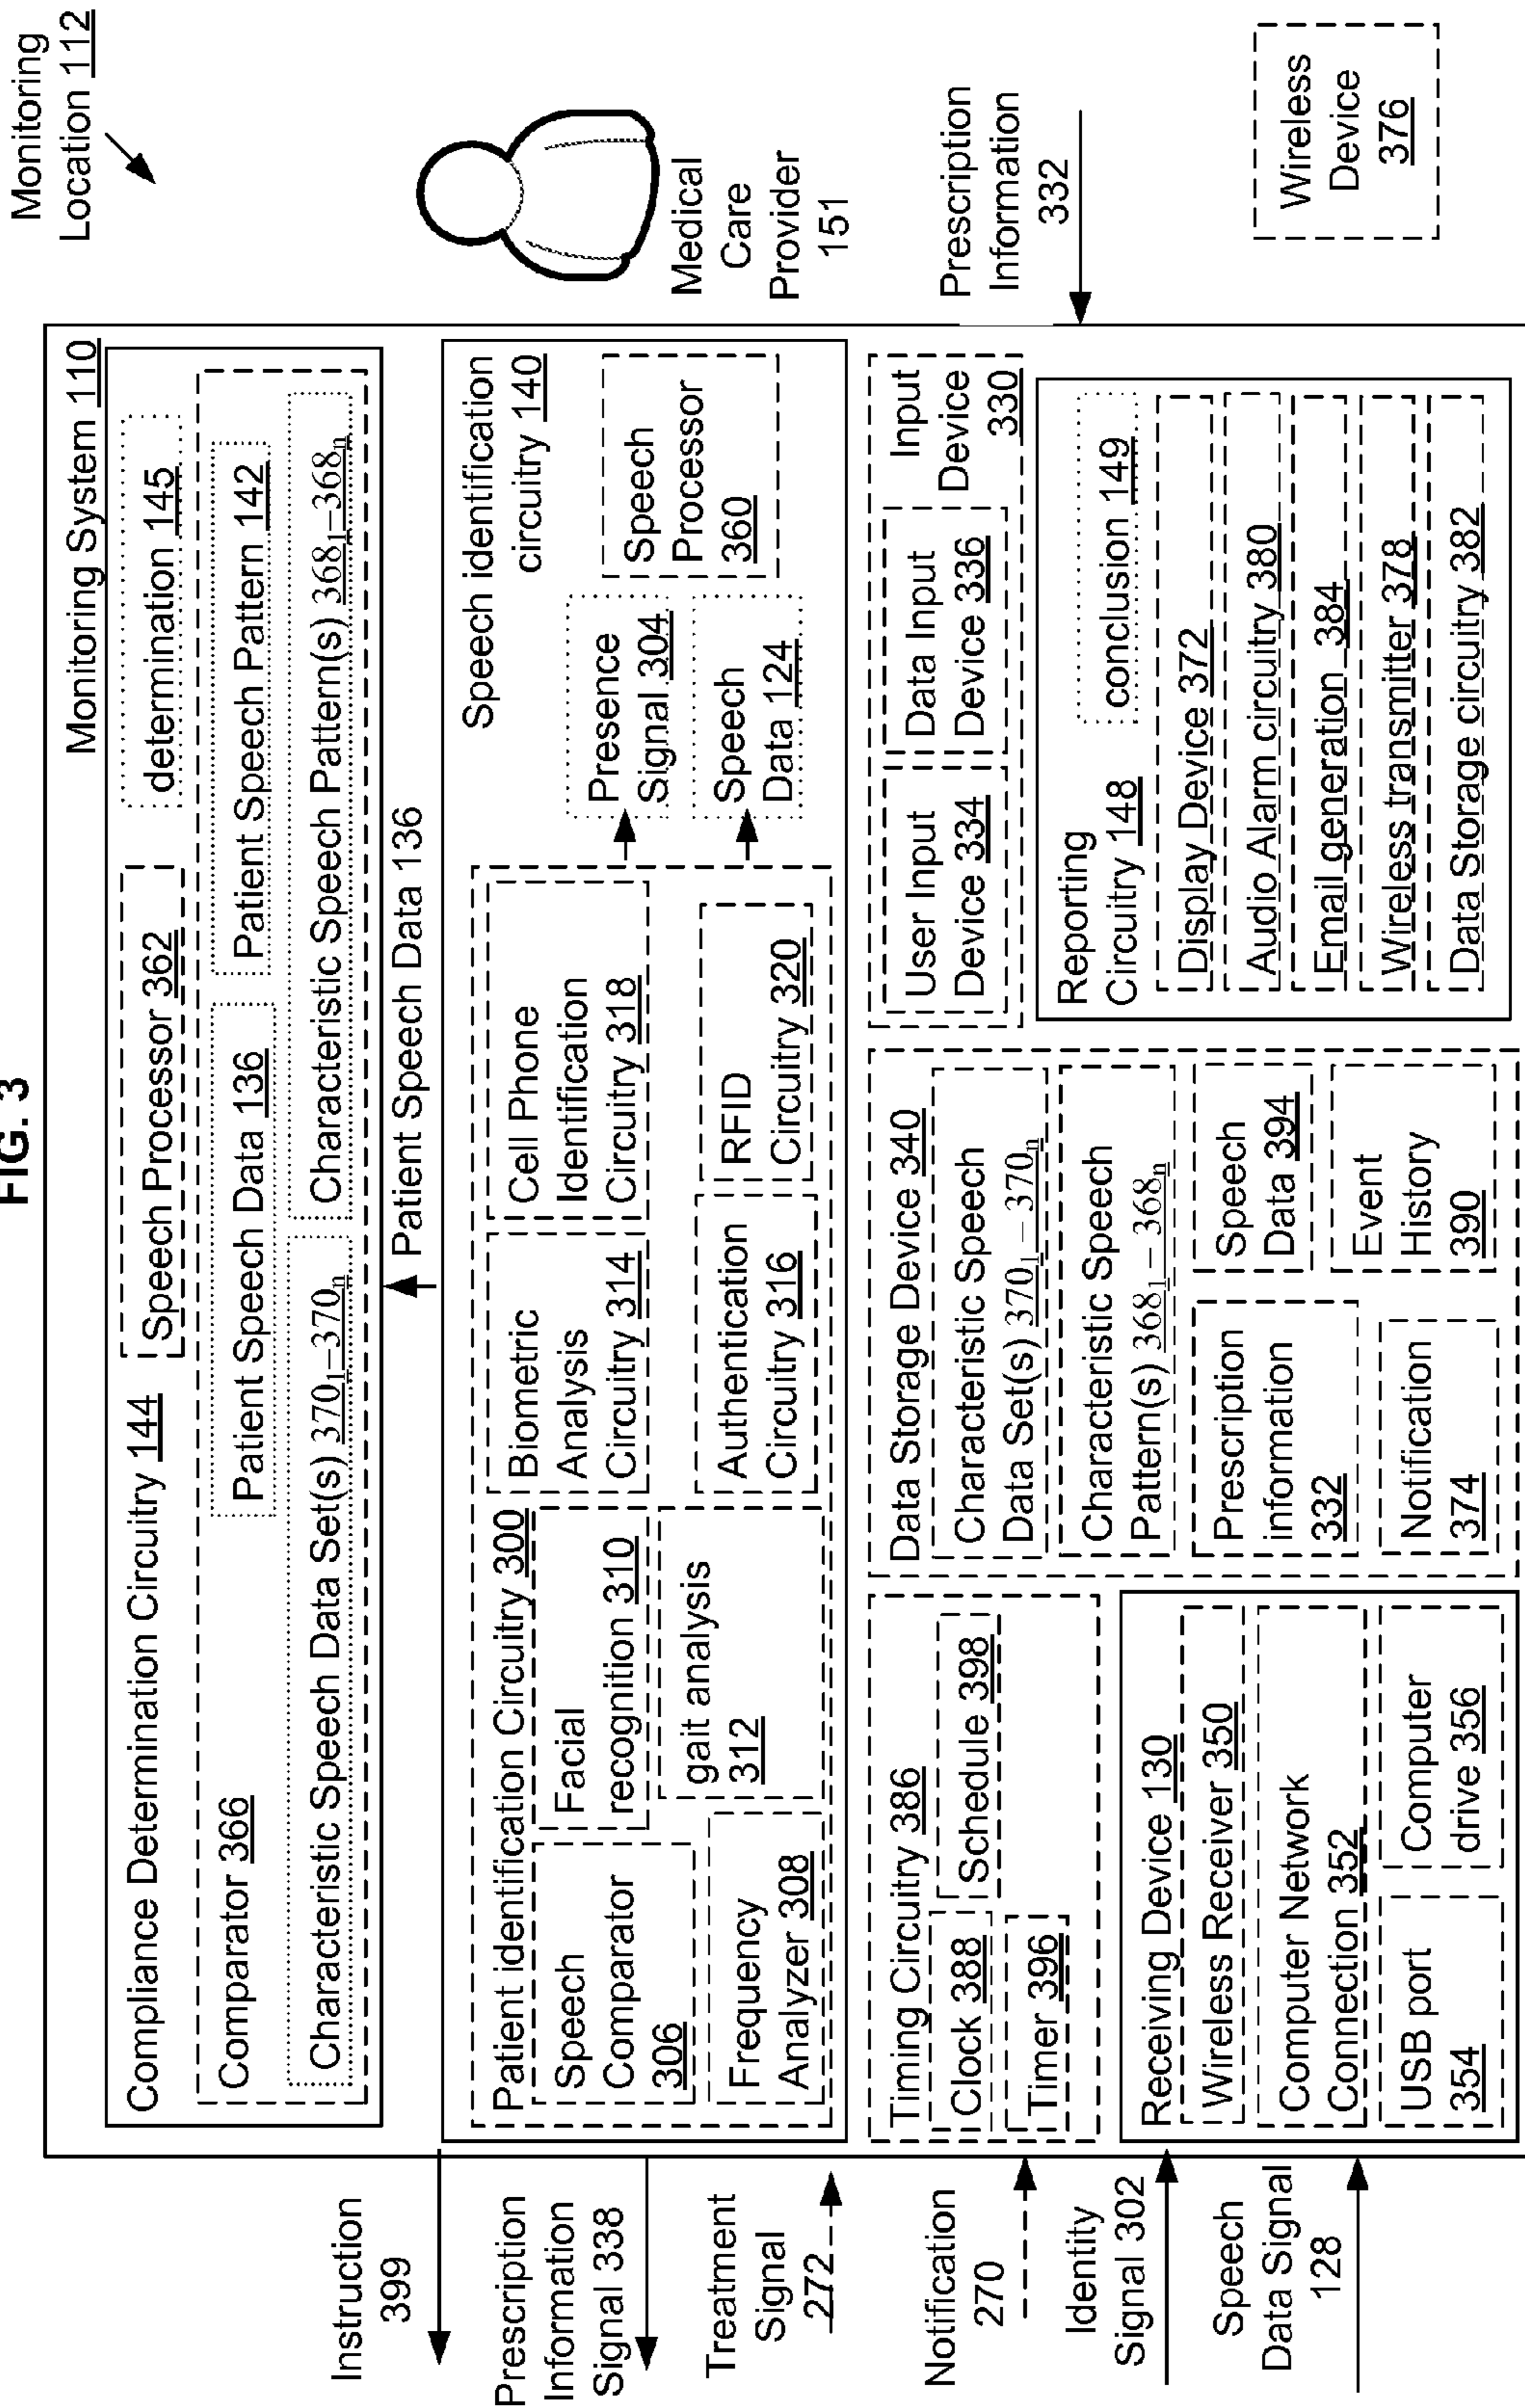 FIG. 3
Monitoring
Location 112
Monitoring System 110
Compliance Determination Circuitry 144
Speech Processor 362
determination 145
Comparator 366
Patient Speech Data 136
Patient Speech Pattern 142
Characteristic Speech Data Set(s) 370₁–370ₙ
Characteristic Speech Pattern(s) 368₁–368ₙ
Patient Speech Data 136
Speech identification
circuitry 140
Patient identification Circuitry 300
Speech
Comparator
306
Facial
recognition 310
Biometric
Analysis
Circuitry 314
Cell Phone
Identification
Circuitry 318
Frequency
Analyzer 308
gait analysis
312
Authentication
Circuitry 316
RFID
Circuitry 320
Presence
Signal 304
Speech
Data 124
Speech
Processor
360
Medical
Care
Provider
151
Timing Circuitry 386
Clock 388
Schedule 398
Timer 396
Receiving Device 130
Wireless Receiver 350
Computer Network
Connection 352
USB port
354
Computer
drive 356
Data Storage Device 340
Characteristic Speech
Data Set(s) 370₁–370ₙ
Characteristic Speech
Pattern(s) 368₁–368ₙ
Prescription
information
332
Speech
Data 394
Notification
374
Event
History
390
User Input
Device 334
Data Input
Device 336
Input
Device
330
Reporting
Circuitry 148
conclusion 149
Display Device 372
Audio Alarm circuitry 380
Email generation 384
Wireless transmitter 378
Data Storage circuitry 382
Prescription
Information
332
Wireless
Device
376
Instruction
399
Prescription
Information
Signal 338
Treatment
Signal
272
Notification
270
Identity
Signal 302
Speech
Data Signal
128